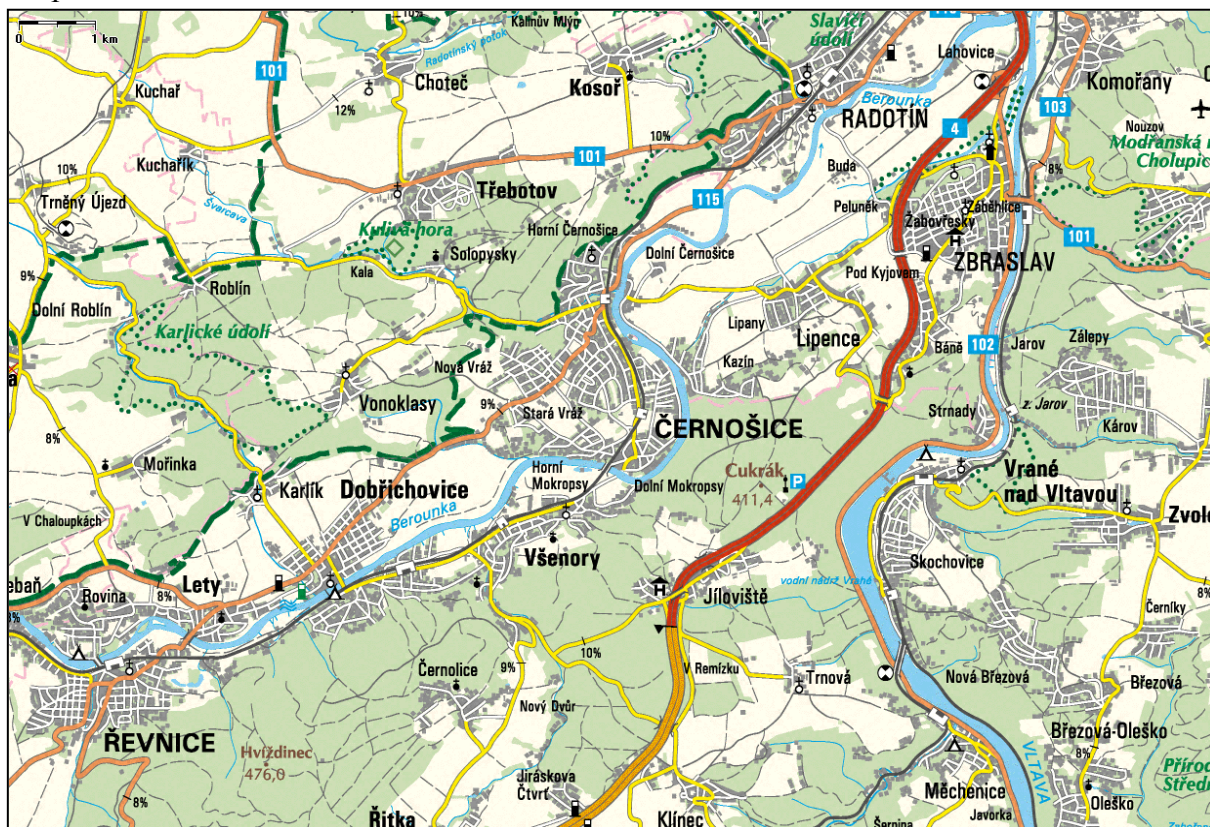 0
1 km
10%
Kalinův Mlýn
Slavičí
údolí
Radotínský potok
Lahovice
Komořany
Kuchař
101
Choteč
Kosoř
Berounka
RADOTÍN
12%
103
4
Nouzov
Modřanská
Cholupic
Kuchařík
10%
101
10%
Buda
8%
Třebotov
Trněný Újezd
Švarcava
115
Peluněk
Žabovřesky
Záběhlice
Kulivá hora
Horní Černošice
101
Solopysky
Dolní Černošice
Kala
ZBRASLAV
9%
Roblín
Pod Kyjovem
Dolní Roblín
Karlické údolí
Lipany
Lipence
Zálepy
Jarov
102
Báně
Kazín
Nová Vráž
9%
z. Jarov
Vonoklasy
Stará Vráž
Strnady
ČERNOŠICE
Károv
8%
Mořinka
Horní
Mokropsy
Cukrák
411,4
P
Vrané
nad Vltavou
Karlík
Dobřichovice
Dolní Mokropsy
Berounka
V Chaloupkách
Zvole
Všenory
Skochovice
vodní nádrž Vrané
Lety
8%
8%
Rovina
Jíloviště
8%
Černíky
10%
Černolice
9%
V Remízku
Trnová
Nová Březová
Březová
Nový Dvůr
ŘEVNICE
Hvíždinec
476,0
Březová-Oleško
8%
VLTAVA
Jiráskova
Čtvrť
8%
Měchenice
Oleško
Řitka
Klínec
Javorka